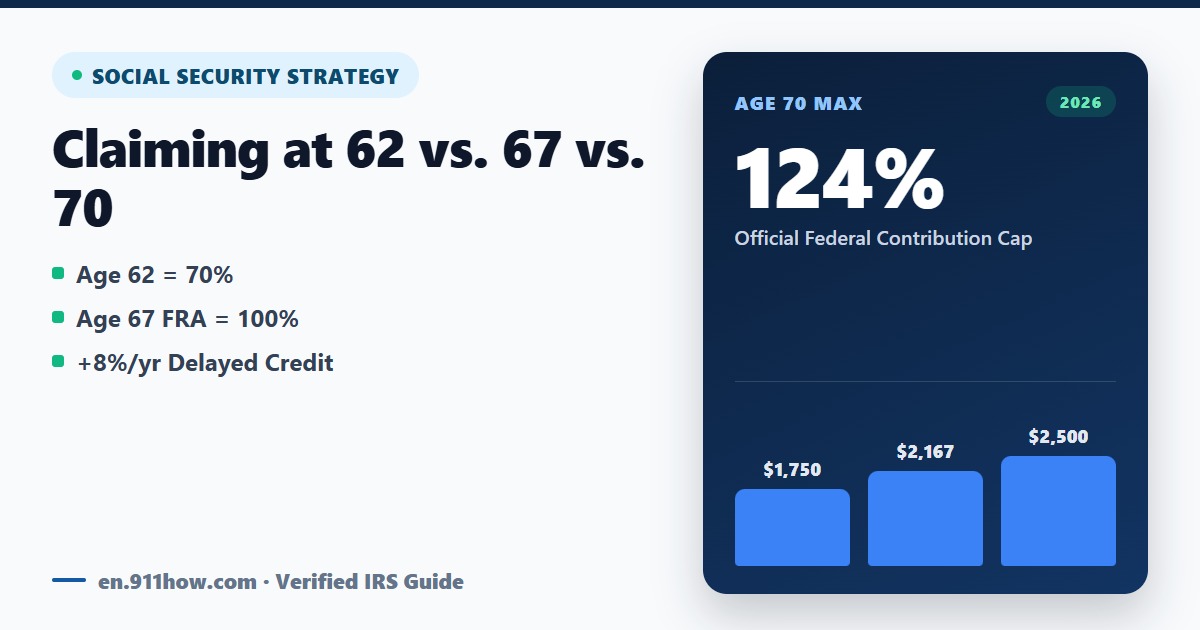 SOCIAL SECURITY STRATEGY
Claiming at 62 vs. 67 vs.
70
Age 62 = 70%
Age 67 FRA = 100%
+8%/yr Delayed Credit
en.911how.com · Verified IRS Guide
AGE 70 MAX
2026
124%
Official Federal Contribution Cap
$1,750
$2,167
$2,500